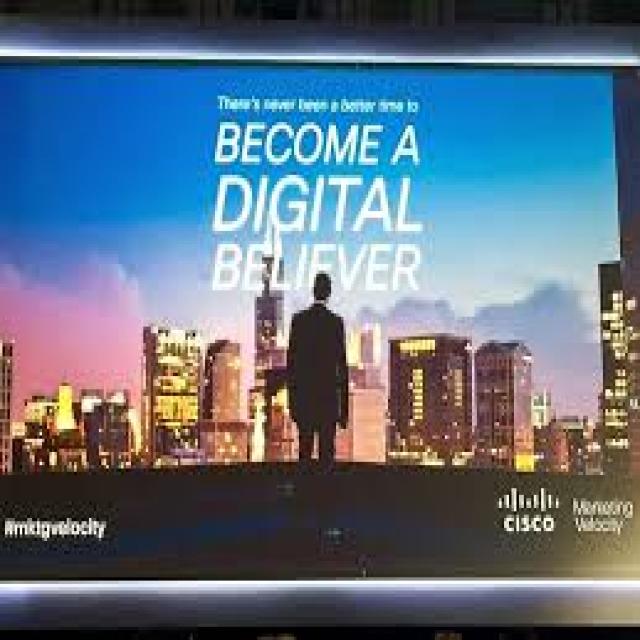 There's never been a better time to
BECOME A
DIGITAL
BELIEVER
#mktgvelocity
CISCO
Marketing
Velocity